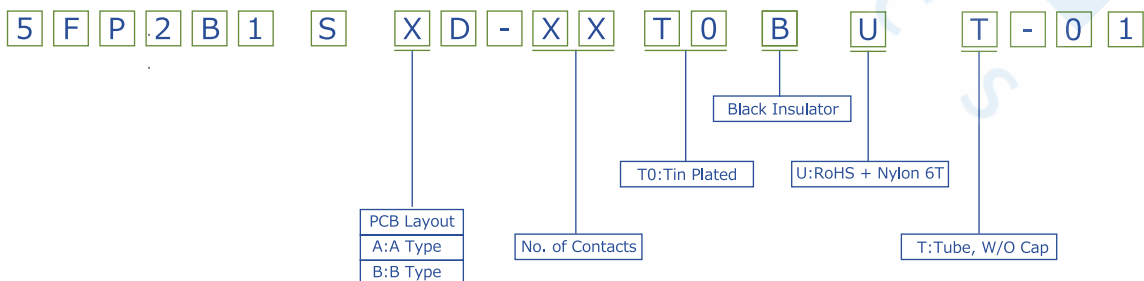 5FP2B1 S XD-XX T0 B U T-01
Black Insulator
T0:Tin Plated
U:RoHS + Nylon 6T
PCB Layout
A:A Type
B:B Type
No. of Contacts
T:Tube, W/O Cap